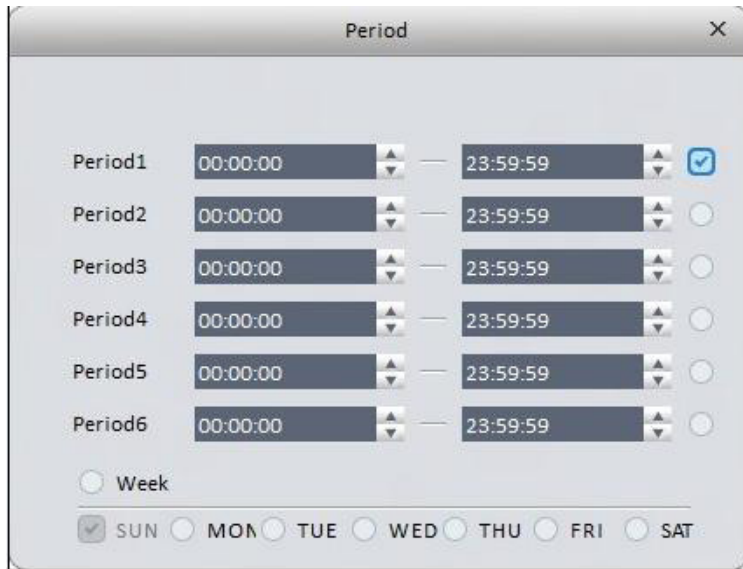 Period
Period1 00:00:00 — 23:59:59
Period2 00:00:00 — 23:59:59
Period3 00:00:00 — 23:59:59
Period4 00:00:00 — 23:59:59
Period5 00:00:00 — 23:59:59
Period6 00:00:00 — 23:59:59
Week
SUN MON TUE WED THU FRI SAT